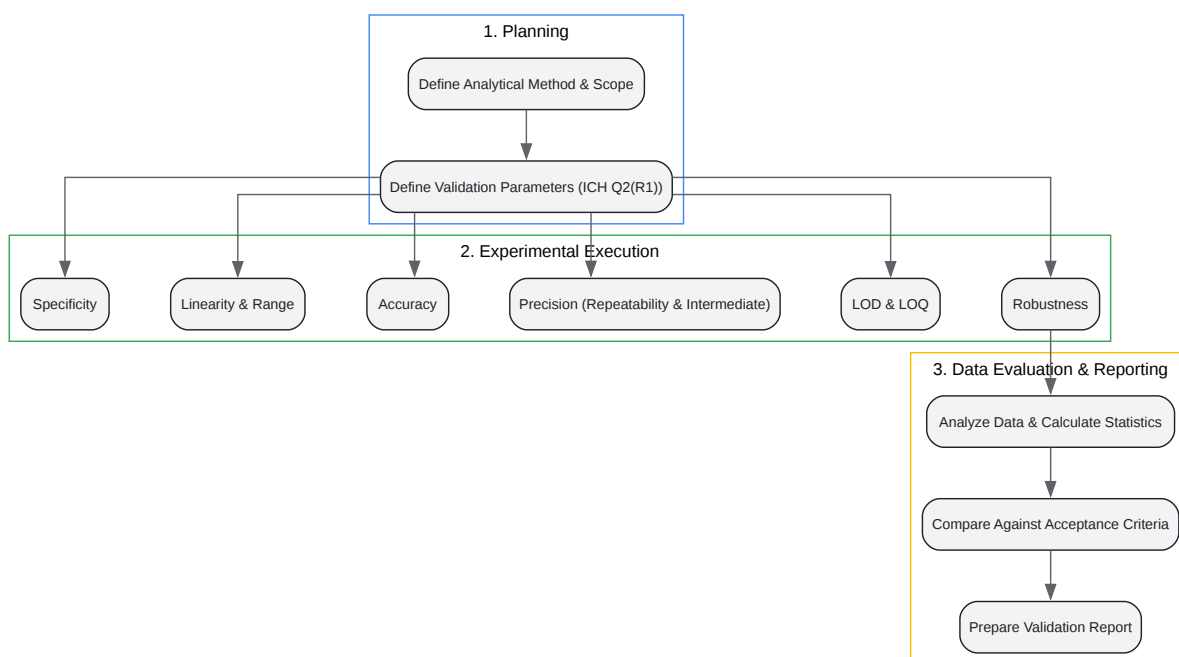 1. Planning
Define Analytical Method & Scope
Define Validation Parameters (ICH Q2(R1))
2. Experimental Execution
Specificity
Linearity & Range
Accuracy
Precision (Repeatability & Intermediate)
LOD & LOQ
Robustness
3. Data Evaluation & Reporting
Analyze Data & Calculate Statistics
Compare Against Acceptance Criteria
Prepare Validation Report